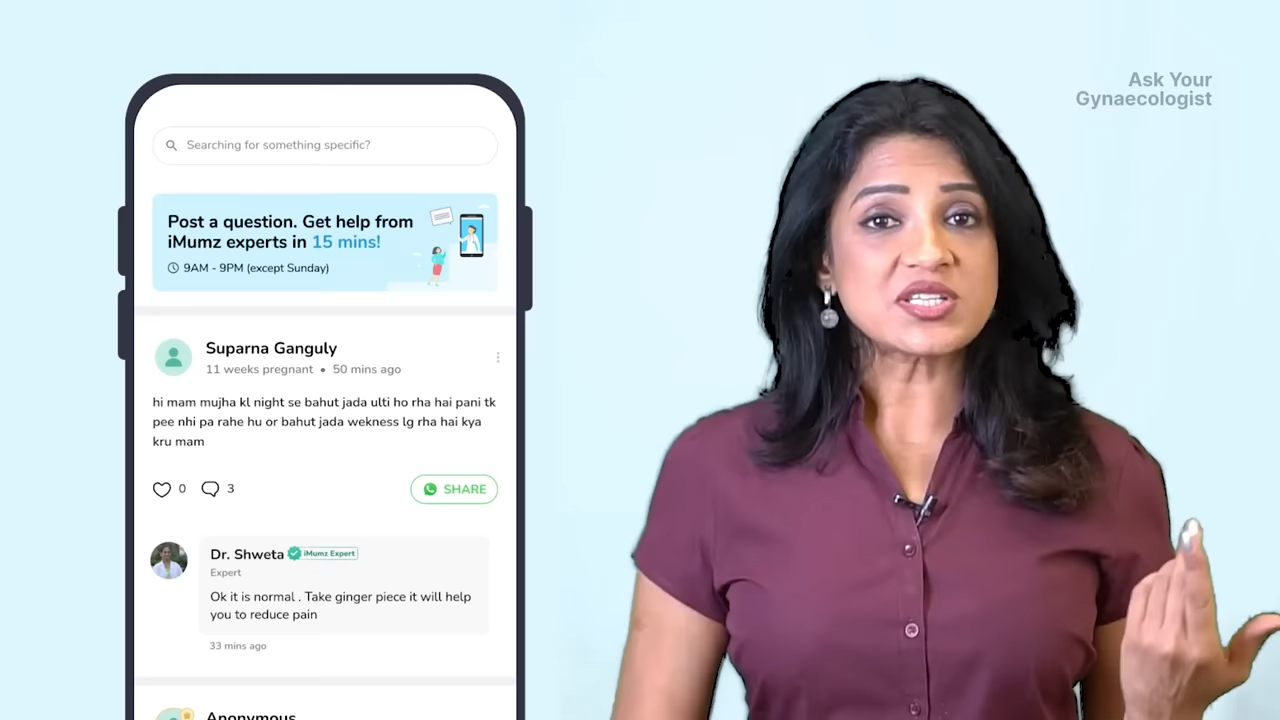 Ask Your
Gynaecologist
Searching for something specific?
Post a question. Get help from
iMumz experts in 15 mins!
9AM - 9PM (except Sunday)
Suparna Ganguly
11 weeks pregnant • 50 mins ago
hi mam mujha kl night se bahut jada ulti ho rha hai pani tk
pee nhi pa rahe hu or bahut jada wekness lg rha hai kya
kru mam
0 3 SHARE
Dr. Shweta iMumz Expert
Expert
Ok it is normal . Take ginger piece it will help
you to reduce pain
33 mins ago
Anonymous